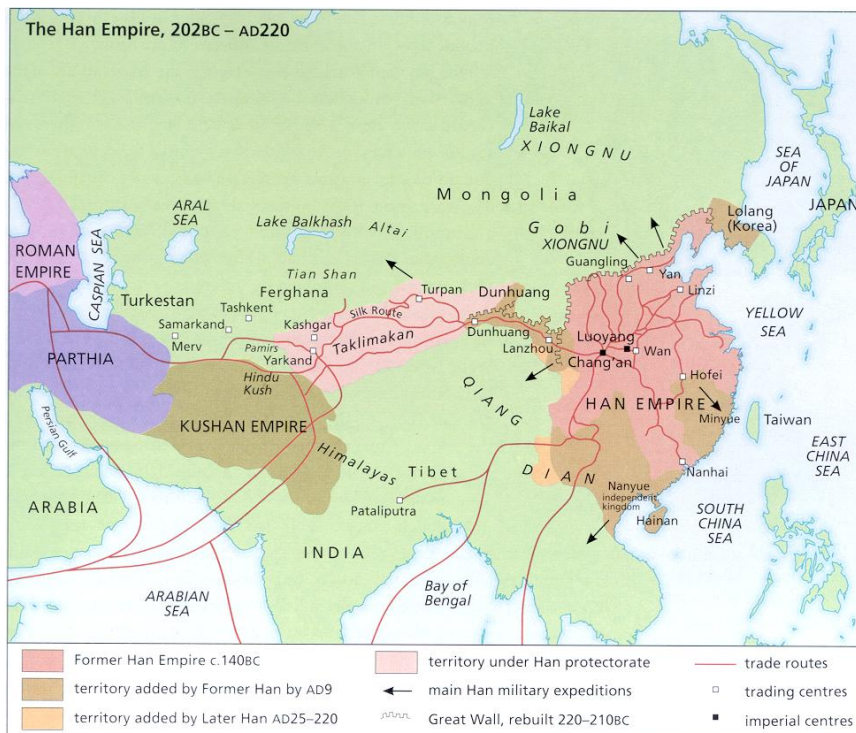 The Han Empire, 202BC – AD220
Lake
Baikal
XIONGNU
SEA
OF
JAPAN
JAPAN
Mongolia
ARAL
SEA
Lake Balkhash
Altai
Gobi
XIONGNU
Lolang
(Korea)
ROMAN
EMPIRE
CASPIAN SEA
Guangling
Yan
Tian Shan
Turkestan
Ferghana
Turpan
Dunhuang
Linzi
Tashkent
Silk Route
YELLOW
SEA
Samarkand
Kashgar
Merv
Taklimakan
Dunhuang
Luoyang
PARTHIA
Pamirs
Yarkand
Lanzhou
Wan
Chang'an
Hindu
Kush
Hofei
QIANG
HAN EMPIRE
KUSHAN EMPIRE
Minyue
Taiwan
Persian Gulf
Himalayas
Tibet
DIAN
EAST
CHINA
SEA
Nanhai
Nanyue
independent
kingdom
ARABIA
Pataliputra
Hainan
SOUTH
CHINA
SEA
INDIA
ARABIAN
SEA
Bay of
Bengal
Former Han Empire c.140BC
territory added by Former Han by AD9
territory added by Later Han AD25–220
territory under Han protectorate
main Han military expeditions
Great Wall, rebuilt 220–210BC
trade routes
trading centres
imperial centres